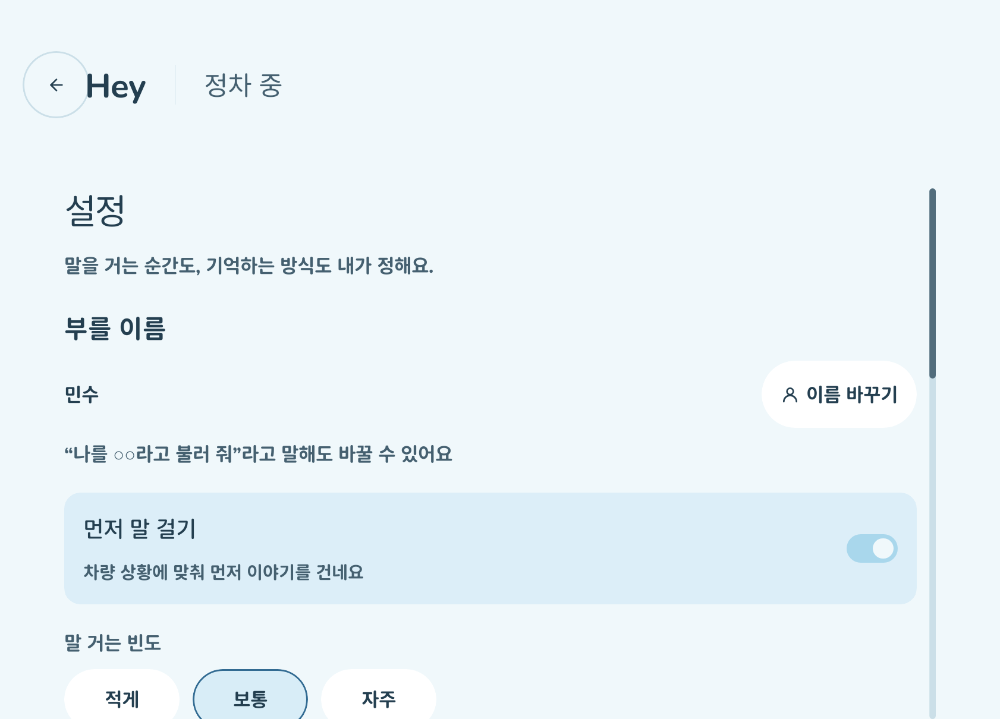 Hey
정차 중
설정
말을 거는 순간도, 기억하는 방식도 내가 정해요.
부를 이름
민수
이름 바꾸기
“나를 ○○라고 불러 줘”라고 말해도 바꿀 수 있어요
먼저 말 걸기
차량 상황에 맞춰 먼저 이야기를 건네요
말 거는 빈도
적게
보통
자주